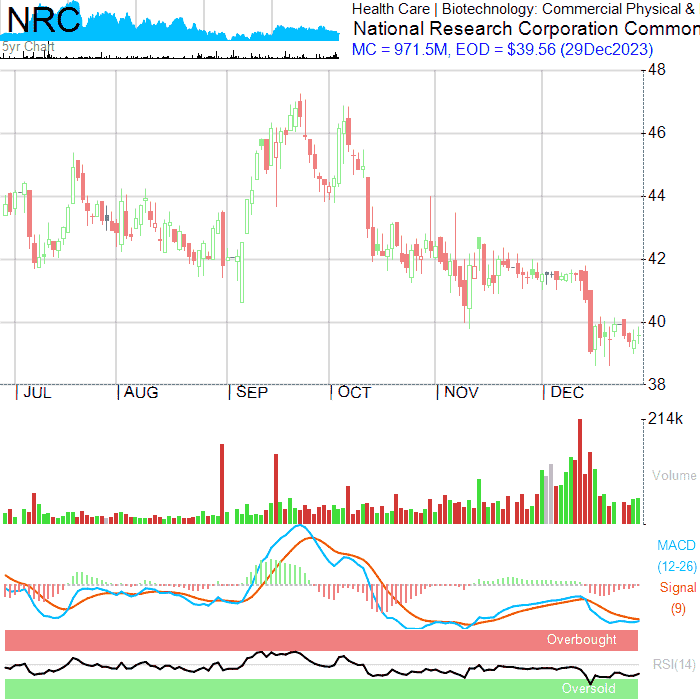 NRC
5yr Chart
Health Care | Biotechnology: Commercial Physical &
National Research Corporation Common
MC = 971.5M, EOD = $39.56 (29Dec2023)
48
46
44
42
40
38
JUL AUG SEP OCT NOV DEC
214k
Volume
MACD
(12-26)
Signal
(9)
Overbought
RSI(14)
Oversold